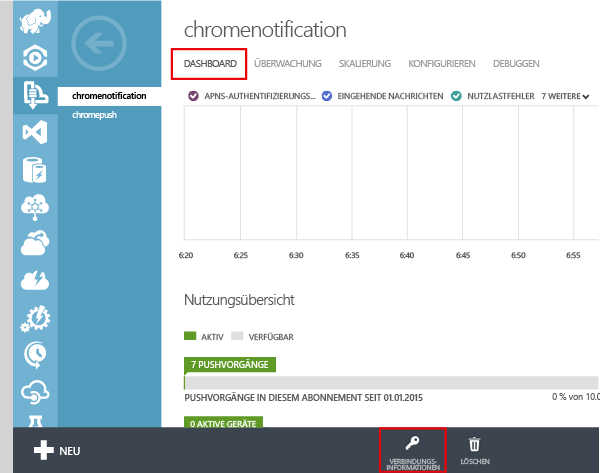 chromenotification
DASHBOARD ÜBERWACHUNG SKALIERUNG KONFIGURIEREN DEBUGGEN
chromenotification
chromepush
APNS-AUTHENTIFIZIERUNGS... EINGEHENDE NACHRICHTEN NUTZLASTFEHLER 7 WEITERE
6:20 6:25 6:30 6:35 6:40 6:45 6:50 6:55
Nutzungsübersicht
AKTIV VERFÜGBAR
7 PUSHVORGÄNGE
PUSHVORGÄNGE IN DIESEM ABONNEMENT SEIT 01.01.2015 0 % von 10.0
0 AKTIVE GERÄTE
NEU
VERBINDUNGS-
INFORMATIONEN
LÖSCHEN